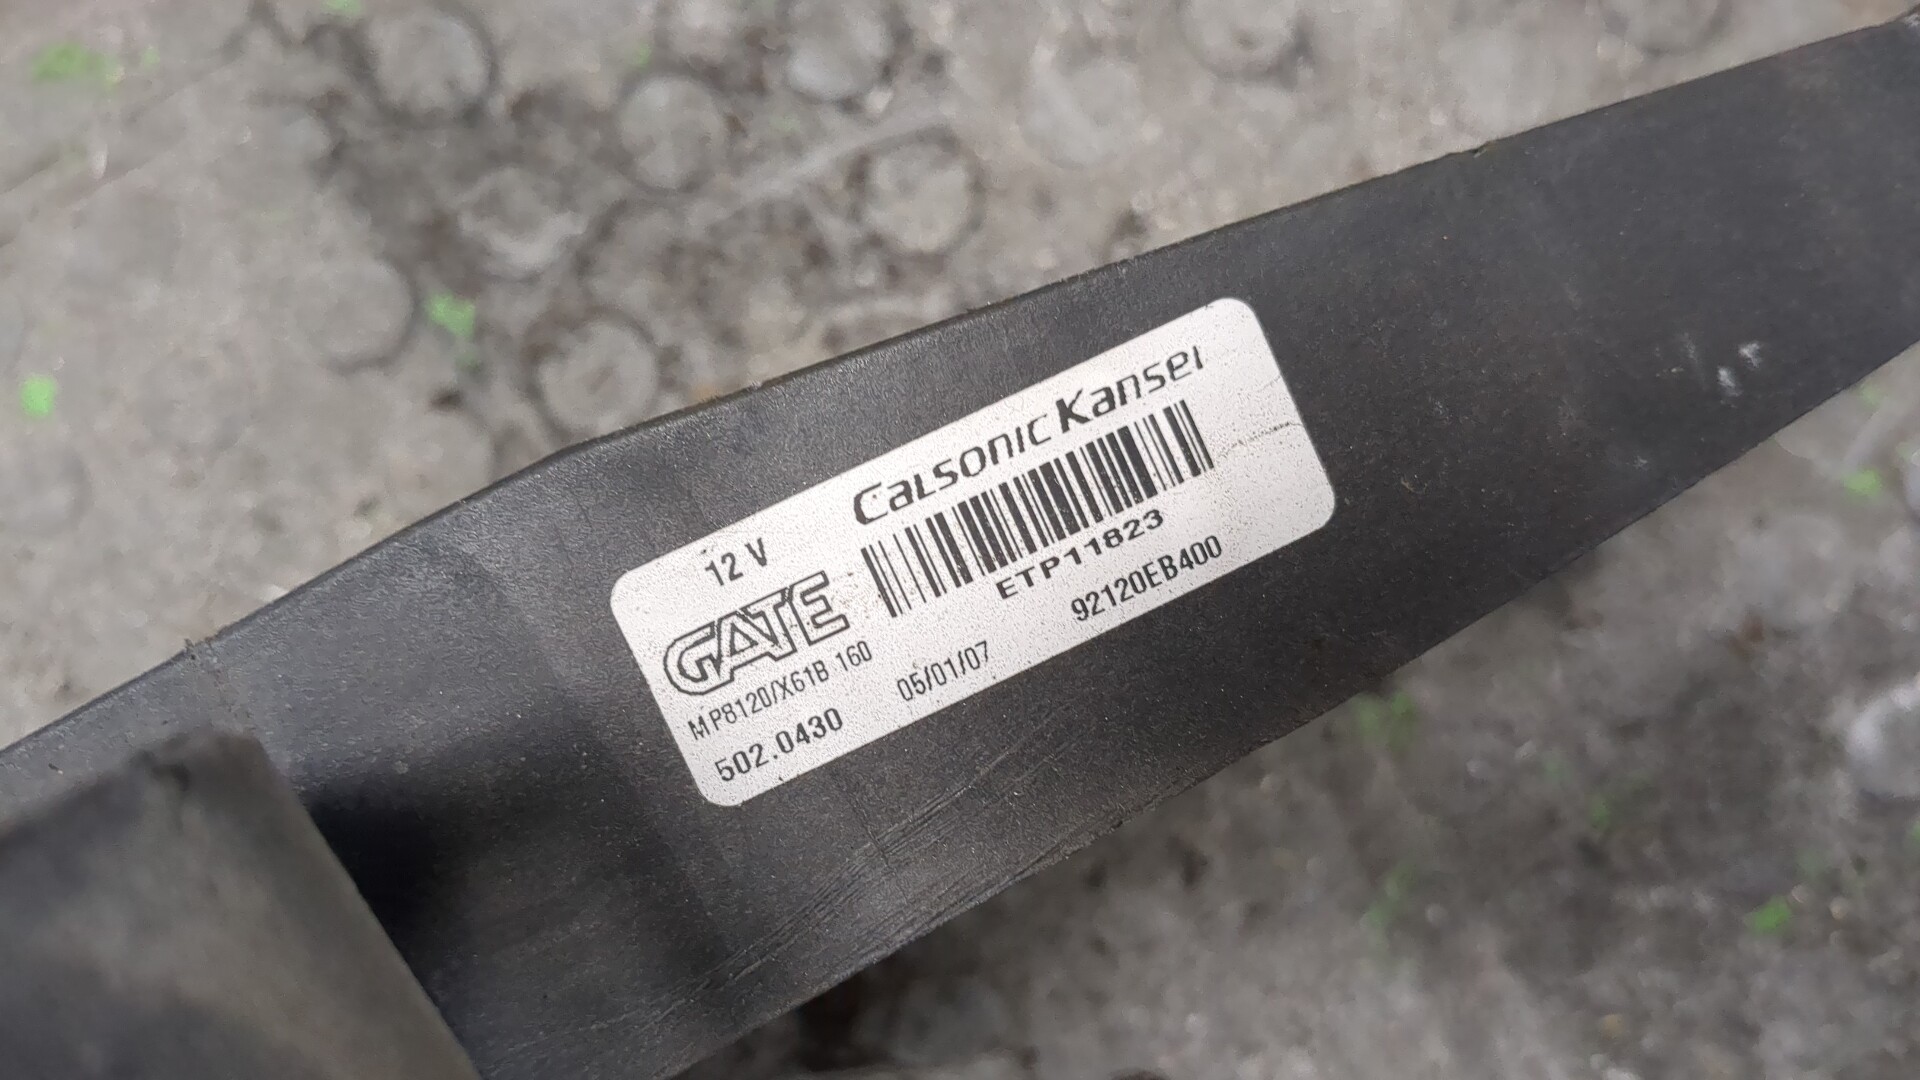 12 V
Calsonic Kansei
GATE
ETP11823
MP8120/X61B 160
92120EB400
502.0430
05/01/07